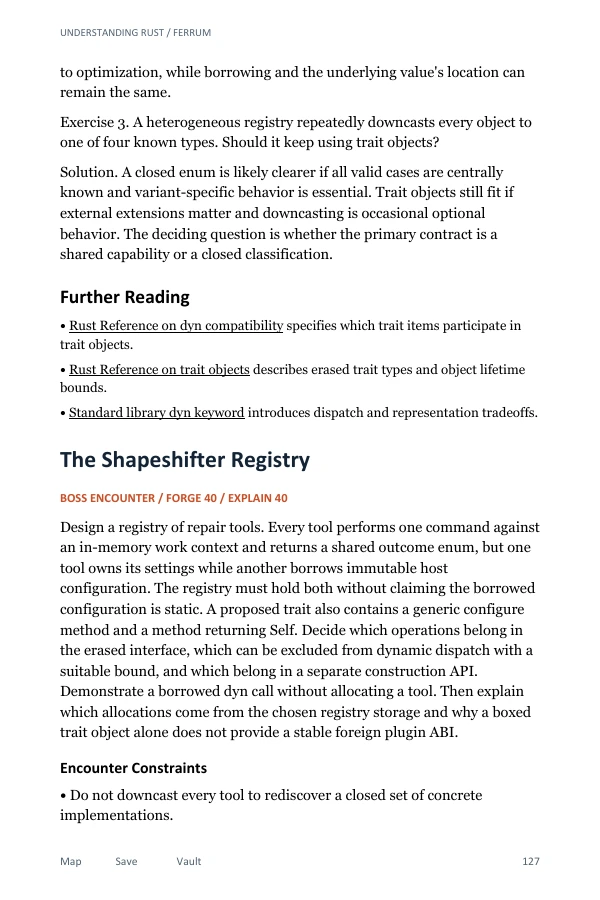 UNDERSTANDING RUST / FERRUM
to optimization, while borrowing and the underlying value's location can
remain the same.
Exercise 3. A heterogeneous registry repeatedly downcasts every object to
one of four known types. Should it keep using trait objects?
Solution. A closed enum is likely clearer if all valid cases are centrally
known and variant-specific behavior is essential. Trait objects still fit if
external extensions matter and downcasting is occasional optional
behavior. The deciding question is whether the primary contract is a
shared capability or a closed classification.
Further Reading
• Rust Reference on dyn compatibility specifies which trait items participate in
trait objects.
• Rust Reference on trait objects describes erased trait types and object lifetime
bounds.
• Standard library dyn keyword introduces dispatch and representation tradeoffs.
The Shapeshifter Registry
BOSS ENCOUNTER / FORGE 40 / EXPLAIN 40
Design a registry of repair tools. Every tool performs one command against
an in-memory work context and returns a shared outcome enum, but one
tool owns its settings while another borrows immutable host
configuration. The registry must hold both without claiming the borrowed
configuration is static. A proposed trait also contains a generic configure
method and a method returning Self. Decide which operations belong in
the erased interface, which can be excluded from dynamic dispatch with a
suitable bound, and which belong in a separate construction API.
Demonstrate a borrowed dyn call without allocating a tool. Then explain
which allocations come from the chosen registry storage and why a boxed
trait object alone does not provide a stable foreign plugin ABI.
Encounter Constraints
• Do not downcast every tool to rediscover a closed set of concrete
implementations.
Map Save Vault 127